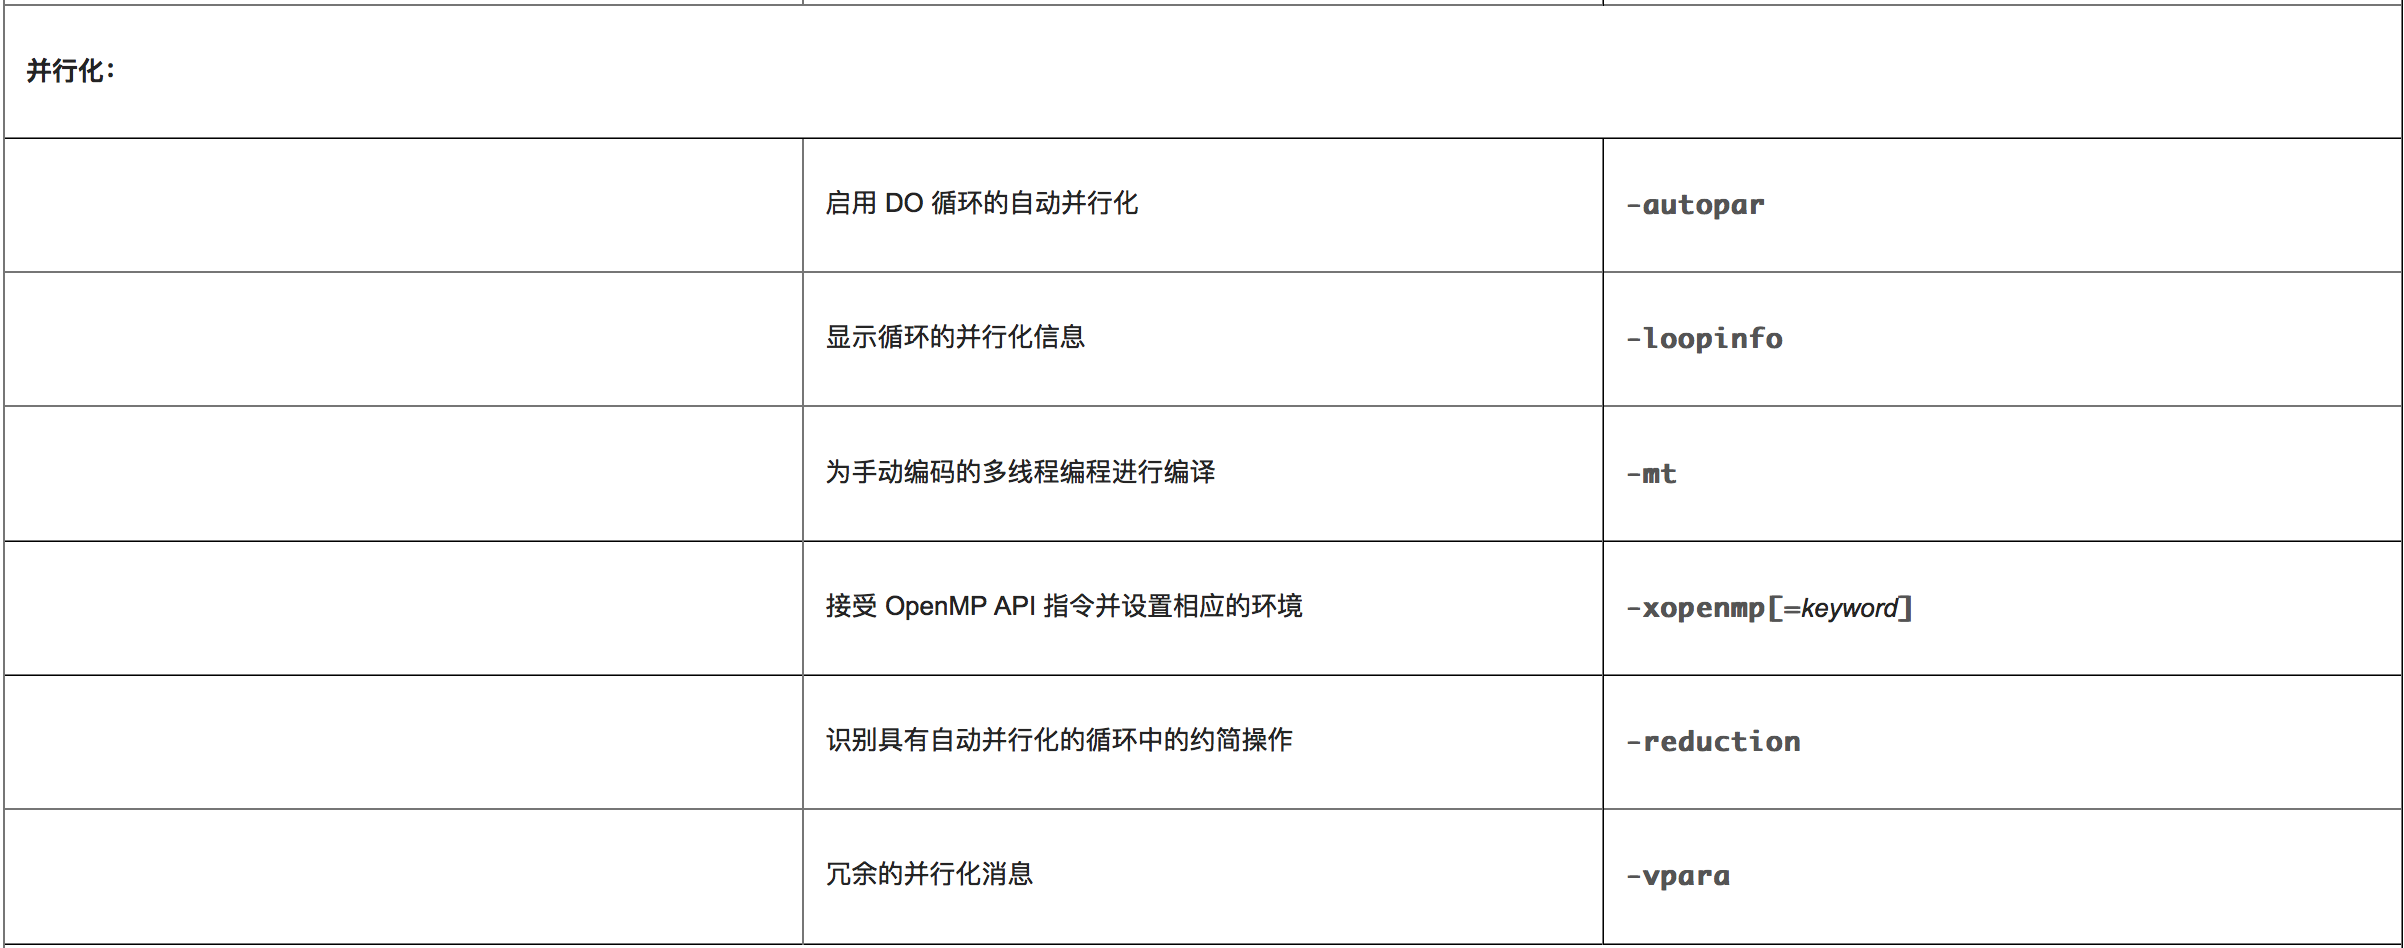 并行化：
启用 DO 循环的自动并行化
-autopar
显示循环的并行化信息
-loopinfo
为手动编码的多线程编程进行编译
-mt
接受 OpenMP API 指令并设置相应的环境
-xopenmp[=keyword]
识别具有自动并行化的循环中的约简操作
-reduction
冗余的并行化消息
-vpara